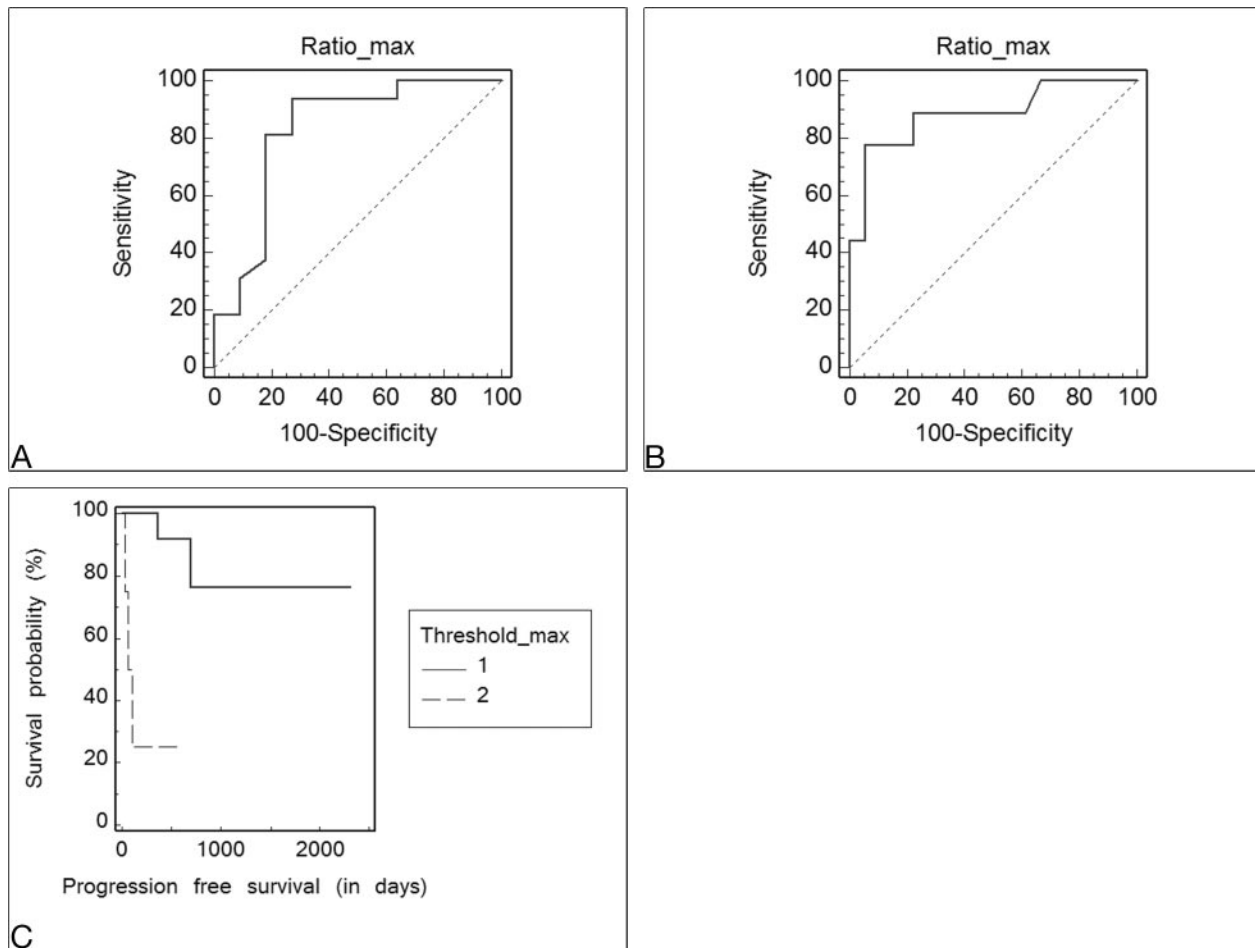 Ratio_max
100
80
60
40
20
0
Sensitivity
0 20 40 60 80 100
100-Specificity
A
Ratio_max
100
80
60
40
20
0
Sensitivity
0 20 40 60 80 100
100-Specificity
B
100
80
60
40
20
0
Survival probability (%)
0 1000 2000
Progression free survival (in days)
Threshold_max
1
2
C